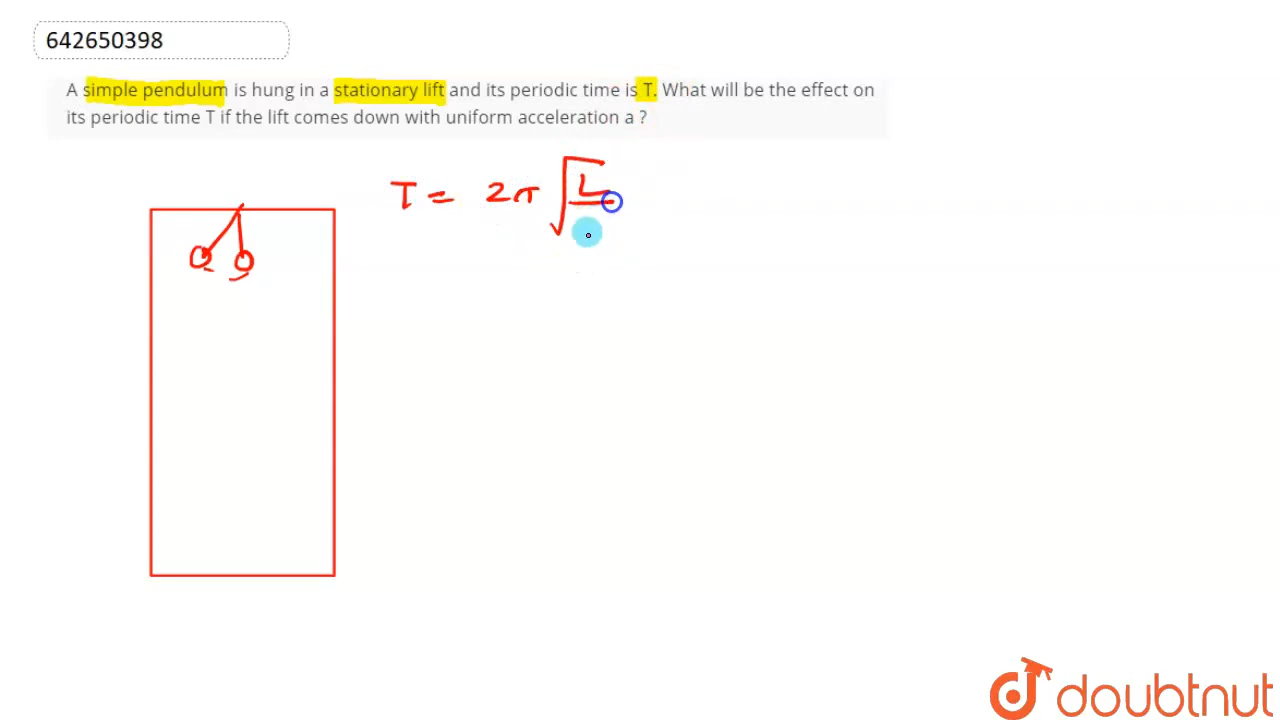 642650398
A simple pendulum is hung in a stationary lift and its periodic time is T. What will be the effect on
its periodic time T if the lift comes down with uniform acceleration a ?
T = 2π √L
doubtnut